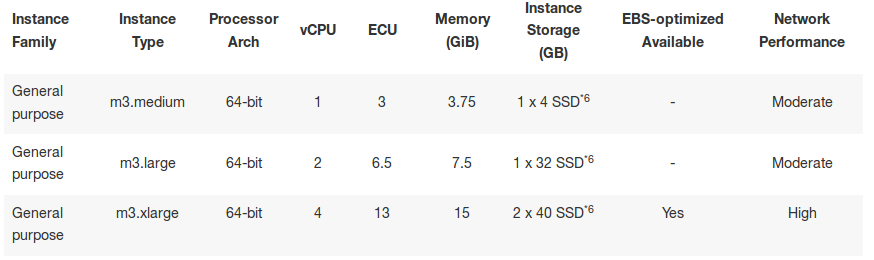 Instance Family Instance Type Processor Arch vCPU ECU Memory (GiB) Instance Storage (GB) EBS-optimized Available Network Performance
General purpose m3.medium 64-bit 1 3 3.75 1 x 4 SSD*6 - Moderate
General purpose m3.large 64-bit 2 6.5 7.5 1 x 32 SSD*6 - Moderate
General purpose m3.xlarge 64-bit 4 13 15 2 x 40 SSD*6 Yes High